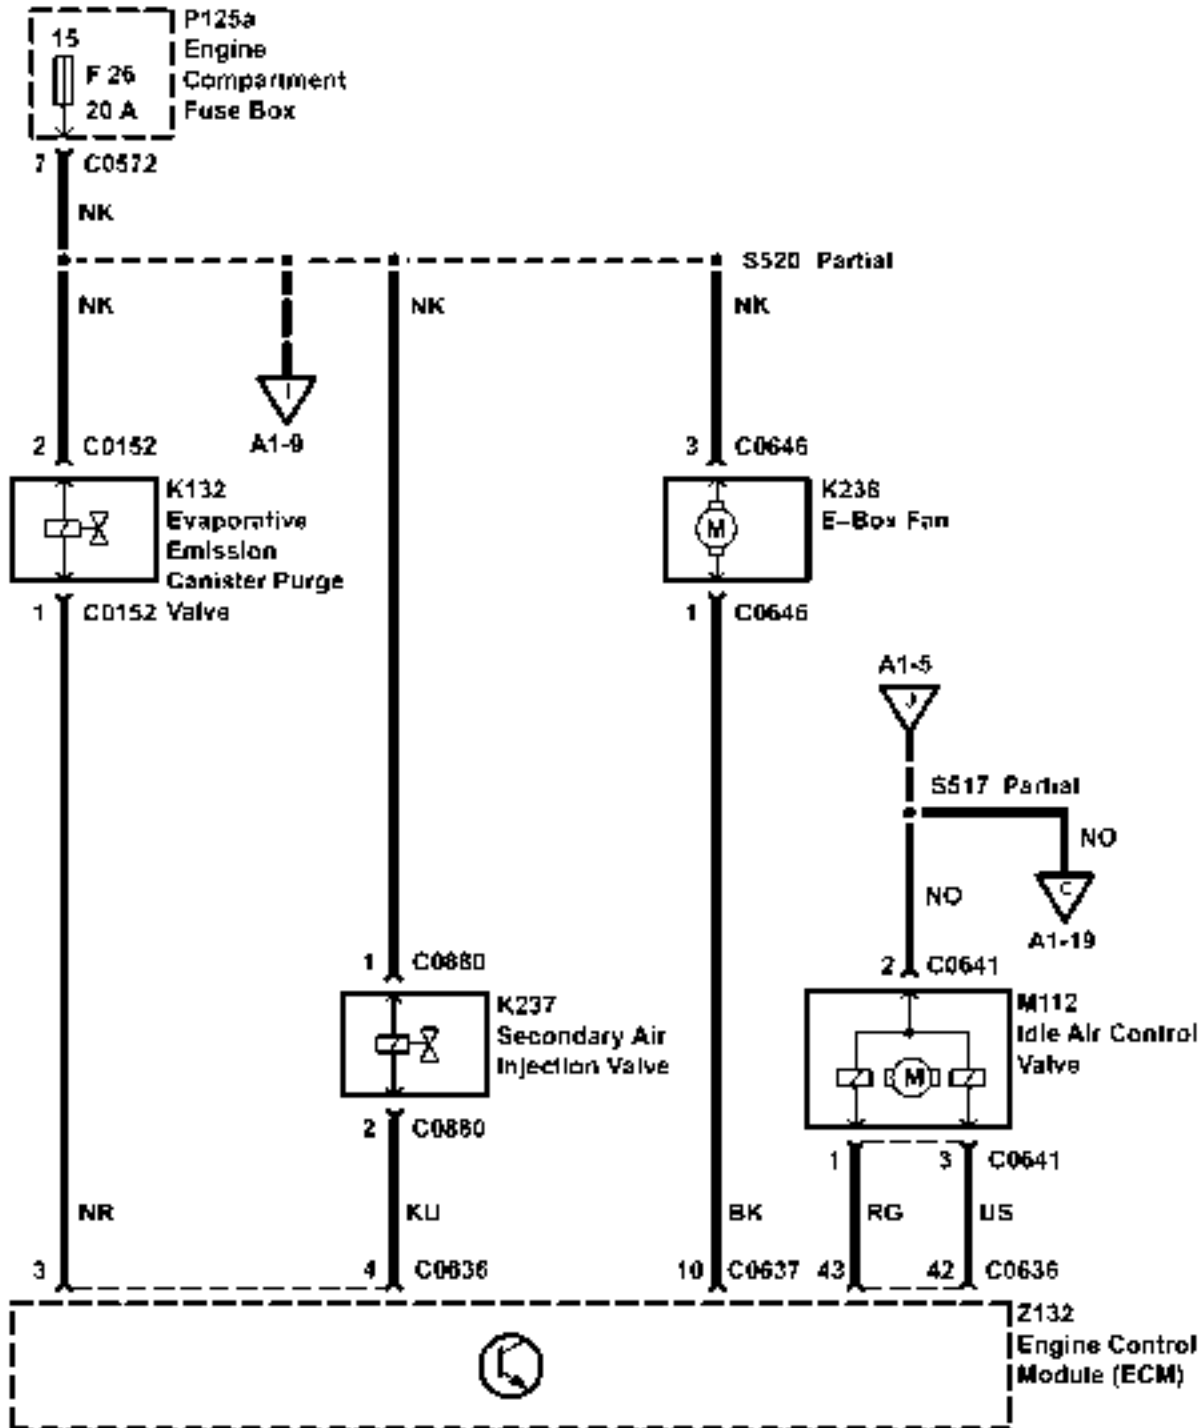 P125a
15
Engine
F 26
Compartment
20 A
Fuse Box
7 C0572
NK
S520 Partial
NK NK NK
I
2 C0152
A1-9
3 C0646
K132
Evaporative
Emission
Canister Purge
Valve
K238
E-Box Fan
M
1 C0152
1 C0646
A1-5
J
S517 Partial
NO
NO
C
A1-19
1 C0880
2 C0641
K237
Secondary Air
Injection Valve
M112
Idle Air Control
Valve
M
2 C0880
1 3 C0641
NR KU BK RG US
3 4 C0636 10 C0637 43 42 C0636
Z132
Engine Control
Module (ECM)